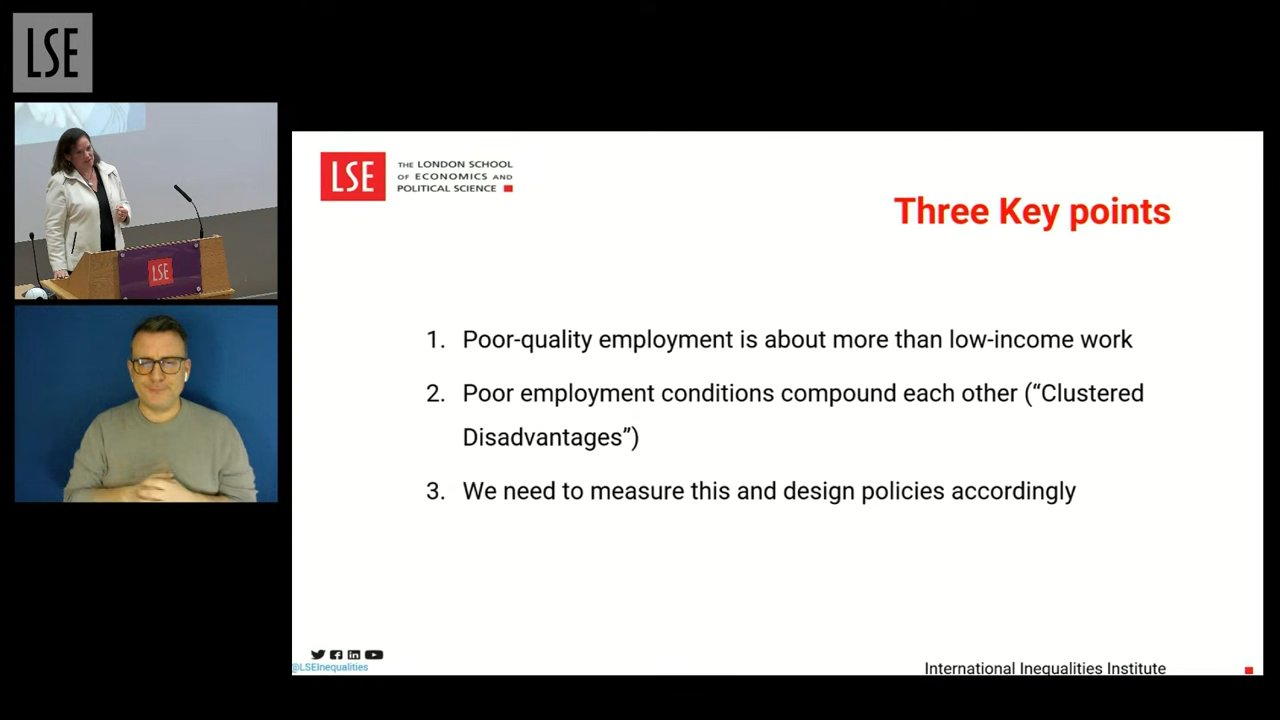 LSE
LSE
LSE
THE LONDON SCHOOL
OF ECONOMICS AND
POLITICAL SCIENCE
Three Key points
1. Poor-quality employment is about more than low-income work
2. Poor employment conditions compound each other (“Clustered
Disadvantages”)
3. We need to measure this and design policies accordingly
@LSEInequalities
International Inequalities Institute